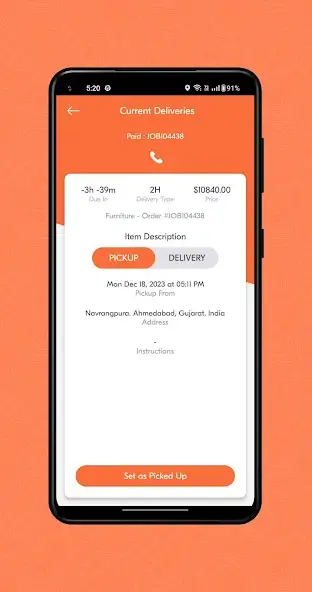 5:20 91%
Current Deliveries
Paid : JOBI04438
-3h -39m 2H $10840.00
Due In Delivery Type Price
Furniture - Order #JOBI04438
Item Description
PICKUP DELIVERY
Mon Dec 18, 2023 at 05:11 PM
Pickup From
Navrangpura, Ahmedabad, Gujarat, India
Address
-
Instructions
Set as Picked Up